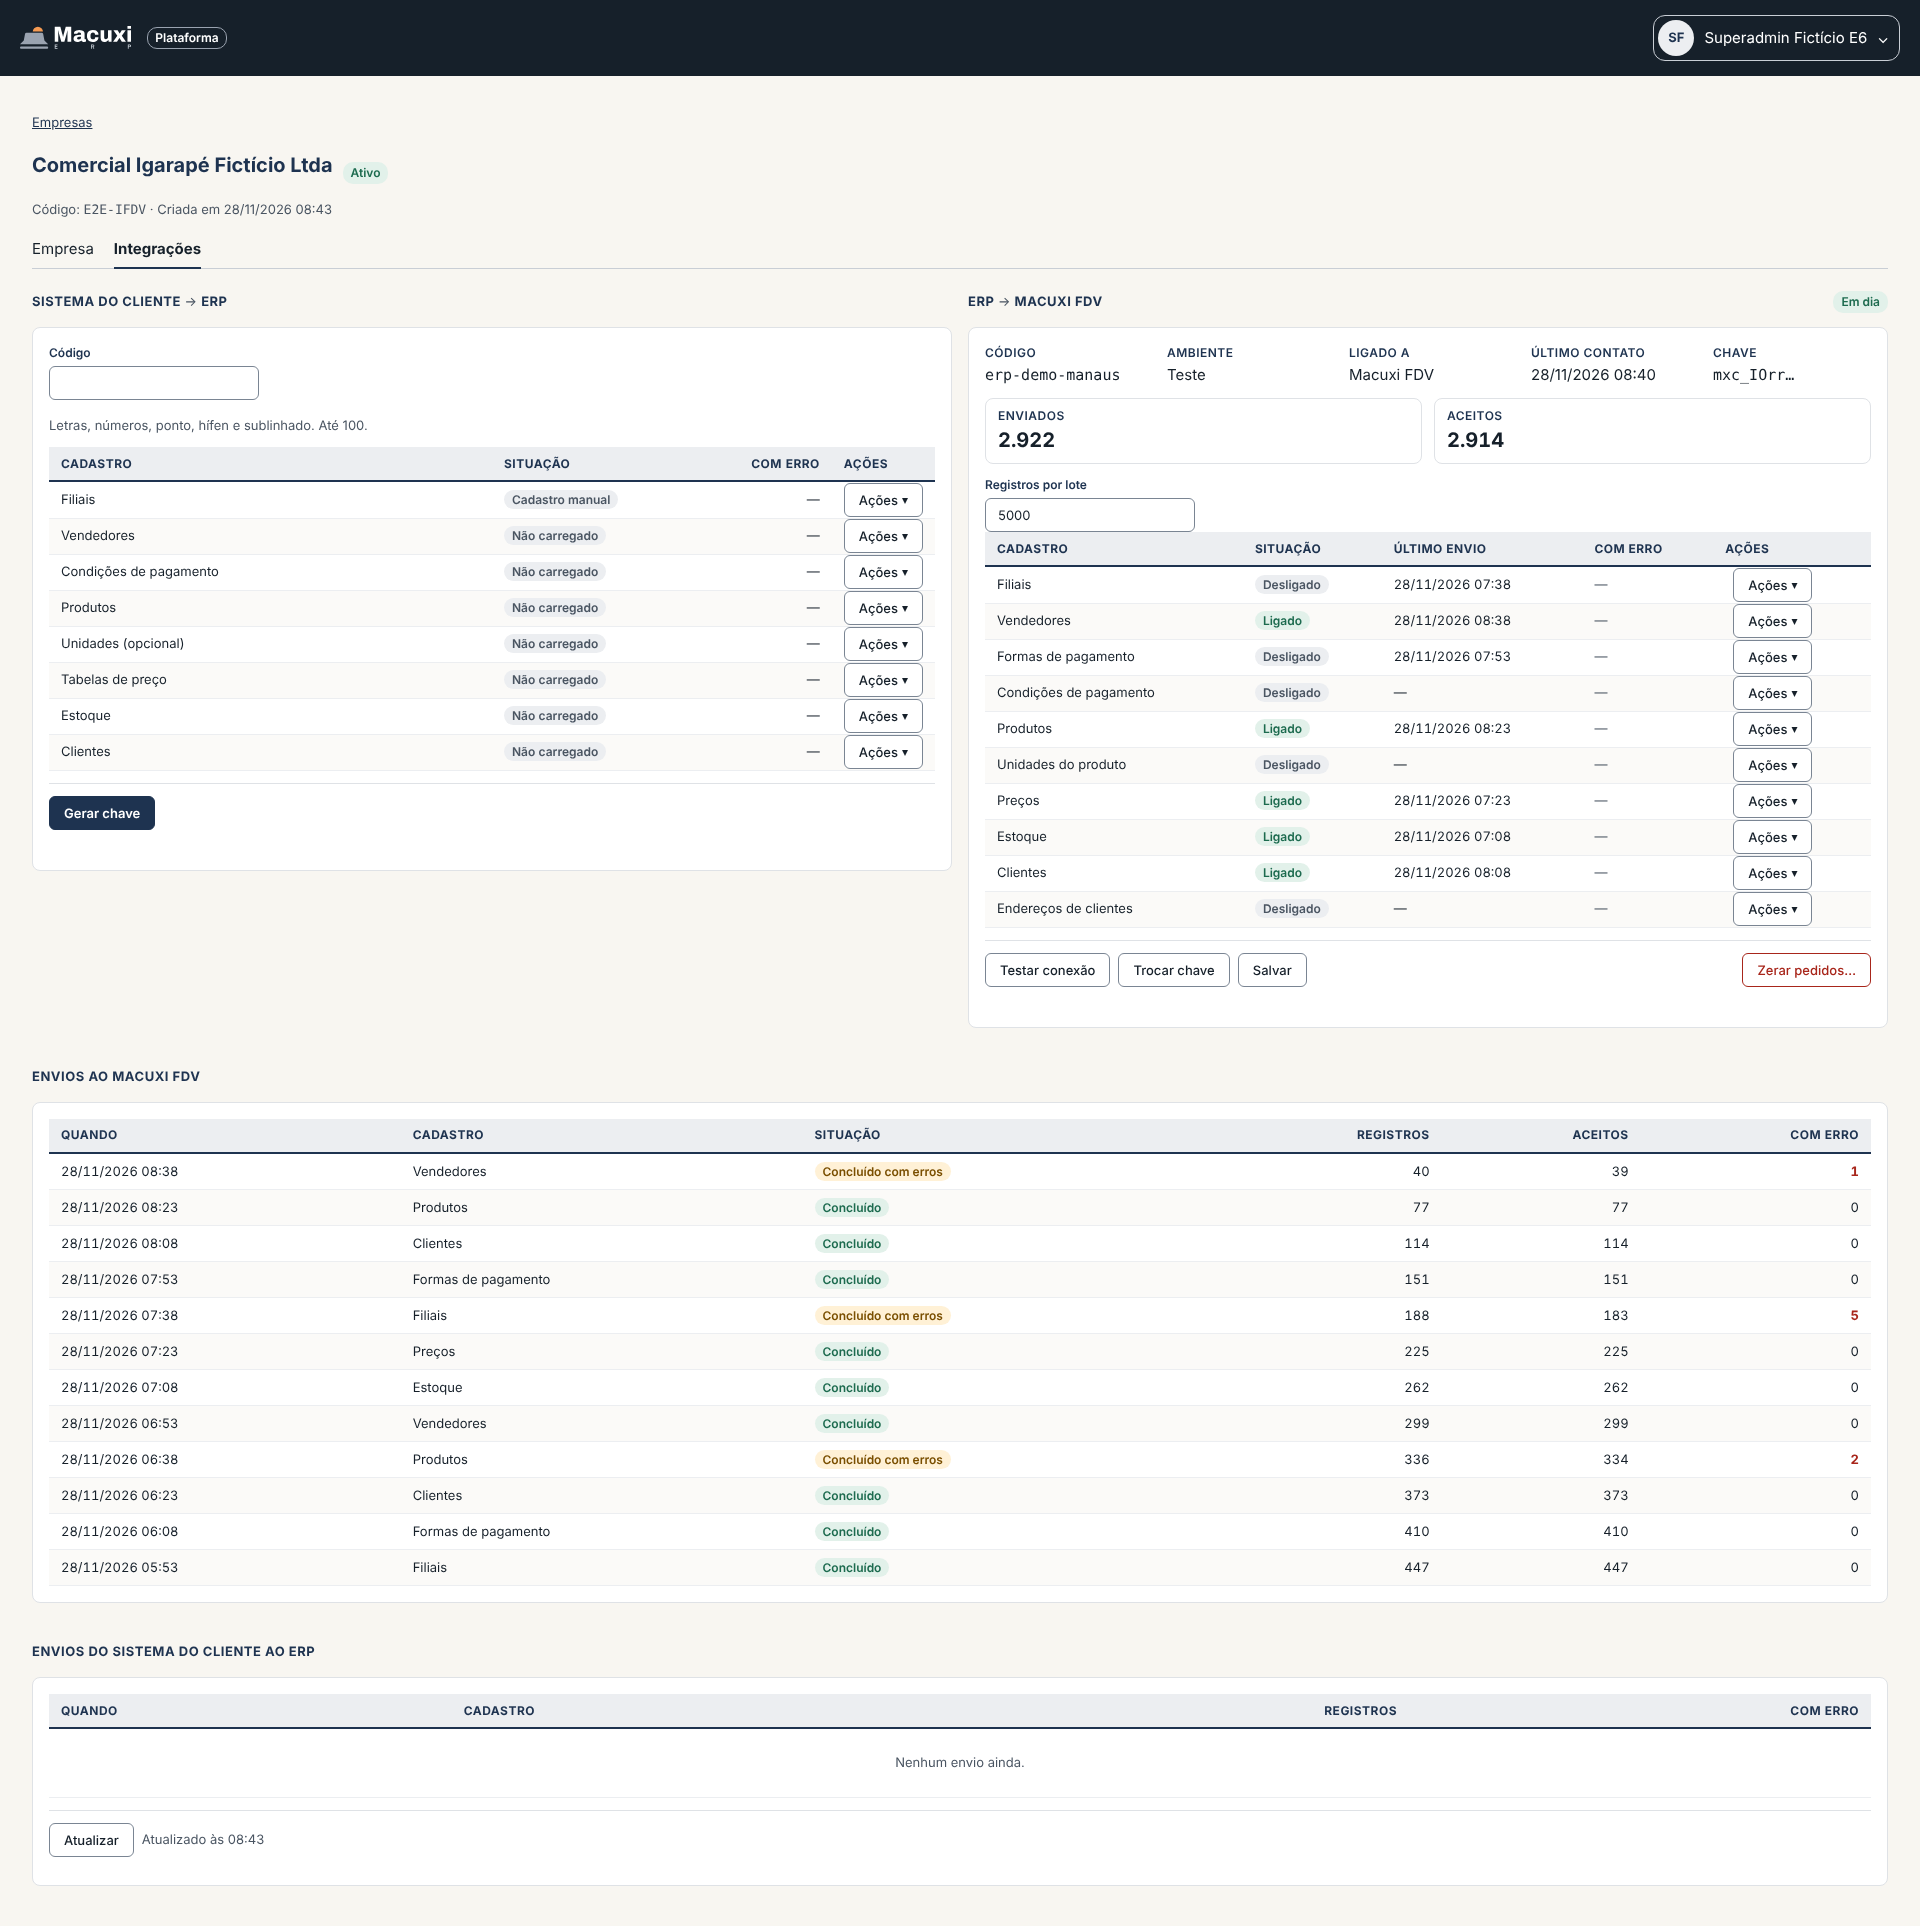 Macuxi
E R P
Plataforma
SF Superadmin Fictício E6
Empresas
Comercial Igarapé Fictício Ltda Ativo
Código: E2E-IFDV · Criada em 28/11/2026 08:43
Empresa Integrações
SISTEMA DO CLIENTE → ERP
Código
Letras, números, ponto, hífen e sublinhado. Até 100.
CADASTRO SITUAÇÃO COM ERRO AÇÕES
Filiais Cadastro manual — Ações ▾
Vendedores Não carregado — Ações ▾
Condições de pagamento Não carregado — Ações ▾
Produtos Não carregado — Ações ▾
Unidades (opcional) Não carregado — Ações ▾
Tabelas de preço Não carregado — Ações ▾
Estoque Não carregado — Ações ▾
Clientes Não carregado — Ações ▾
Gerar chave
ERP → MACUXI FDV Em dia
CÓDIGO AMBIENTE LIGADO A ÚLTIMO CONTATO CHAVE
erp-demo-manaus Teste Macuxi FDV 28/11/2026 08:40 mxc_IOrr…
ENVIADOS ACEITOS
2.922 2.914
Registros por lote
5000
CADASTRO SITUAÇÃO ÚLTIMO ENVIO COM ERRO AÇÕES
Filiais Desligado 28/11/2026 07:38 — Ações ▾
Vendedores Ligado 28/11/2026 08:38 — Ações ▾
Formas de pagamento Desligado 28/11/2026 07:53 — Ações ▾
Condições de pagamento Desligado — — Ações ▾
Produtos Ligado 28/11/2026 08:23 — Ações ▾
Unidades do produto Desligado — — Ações ▾
Preços Ligado 28/11/2026 07:23 — Ações ▾
Estoque Ligado 28/11/2026 07:08 — Ações ▾
Clientes Ligado 28/11/2026 08:08 — Ações ▾
Endereços de clientes Desligado — — Ações ▾
Testar conexão Trocar chave Salvar Zerar pedidos...
ENVIOS AO MACUXI FDV
QUANDO CADASTRO SITUAÇÃO REGISTROS ACEITOS COM ERRO
28/11/2026 08:38 Vendedores Concluído com erros 40 39 1
28/11/2026 08:23 Produtos Concluído 77 77 0
28/11/2026 08:08 Clientes Concluído 114 114 0
28/11/2026 07:53 Formas de pagamento Concluído 151 151 0
28/11/2026 07:38 Filiais Concluído com erros 188 183 5
28/11/2026 07:23 Preços Concluído 225 225 0
28/11/2026 07:08 Estoque Concluído 262 262 0
28/11/2026 06:53 Vendedores Concluído 299 299 0
28/11/2026 06:38 Produtos Concluído com erros 336 334 2
28/11/2026 06:23 Clientes Concluído 373 373 0
28/11/2026 06:08 Formas de pagamento Concluído 410 410 0
28/11/2026 05:53 Filiais Concluído 447 447 0
ENVIOS DO SISTEMA DO CLIENTE AO ERP
QUANDO CADASTRO REGISTROS COM ERRO
Nenhum envio ainda.
Atualizar Atualizado às 08:43